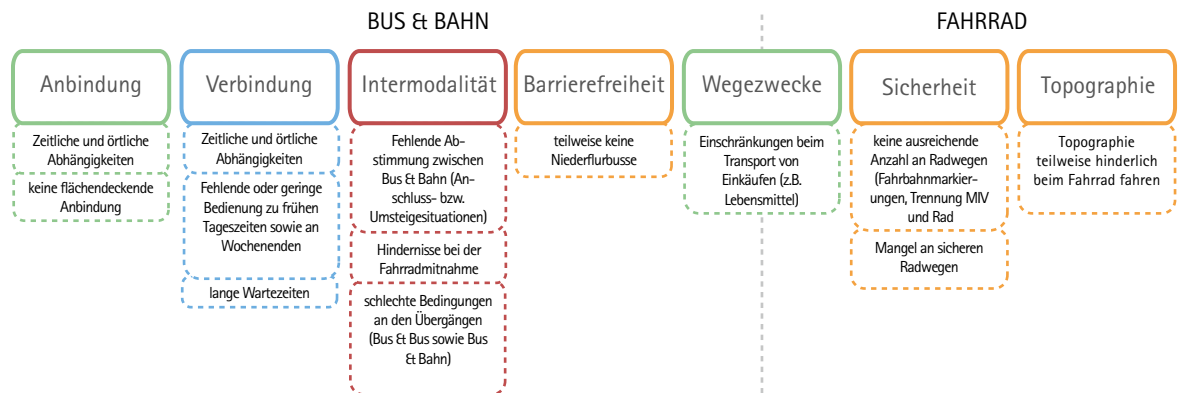 BUS & BAHN
FAHRRAD
Anbindung
Zeitliche und örtliche
Abhängigkeiten
keine flächendeckende
Anbindung
Verbindung
Zeitliche und örtliche
Abhängigkeiten
Fehlende oder geringe
Bedienung zu frühen
Tageszeiten sowie an
Wochenenden
lange Wartezeiten
Intermodalität
Fehlende Ab-
stimmung zwischen
Bus & Bahn (An-
schluss- bzw.
Umsteigesituationen)
Hindernisse bei der
Fahrradmitnahme
schlechte Bedingungen
an den Übergängen
(Bus & Bus sowie Bus
& Bahn)
Barrierefreiheit
teilweise keine
Niederflurbusse
Wegezwecke
Einschränkungen beim
Transport von
Einkäufen (z.B.
Lebensmittel)
Sicherheit
keine ausreichende
Anzahl an Radwegen
(Fahrbahnmarkier-
ungen, Trennung MIV
und Rad
Mangel an sicheren
Radwegen
Topographie
Topographie
teilweise hinderlich
beim Fahrrad fahren